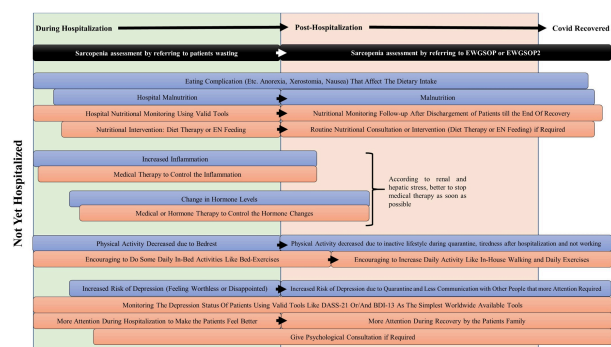 During Hospitalization Post-Hospitalization Covid Recovered
Sarcopenia assessment by referring to patients wasting Sarcopenia assessment by referring to EWGSOP or EWGSOP2
Eating Complication (Etc. Anorexia, Xerostomia, Nausea) That Affect The Dietary Intake
Hospital Malnutrition Malnutrition
Hospital Nutritional Monitoring Using Valid Tools Nutritional Monitoring Follow-up After Dischargement of Patients till the End Of Recovery
Nutritional Intervention: Diet Therapy or EN Feeding Routine Nutritional Consultation or Intervention (Diet Therapy or EN Feeding) if Required
Not Yet Hospitalized
Increased Inflammation
Medical Therapy to Control the Inflammation
Change in Hormone Levels
Medical or Hormone Therapy to Control the Hormone Changes
According to renal and
hepatic stress, better to stop
medical therapy as soon as
possible
Physical Activity Decreased due to Bedrest Physical Activity decreased due to inactive lifestyle during quarantine, tiredness after hospitalization and not working
Encouraging to Do Some Daily In-Bed Activities Like Bed-Exercises Encouraging to Increase Daily Activity Like In-House Walking and Daily Exercises
Increased Risk of Depression (Feeling Worthless or Disappointed) Increased Risk of Depression due to Quarantine and Less Communication with Other People that more Attention Required
Monitoring The Depression Status Of Patients Using Valid Tools Like DASS-21 Or/And BDI-13 As The Simplest Worldwide Available Tools
More Attention During Hospitalization to Make the Patients Feel Better More Attention During Recovery by the Patients Family
Give Psychological Consultation if Required